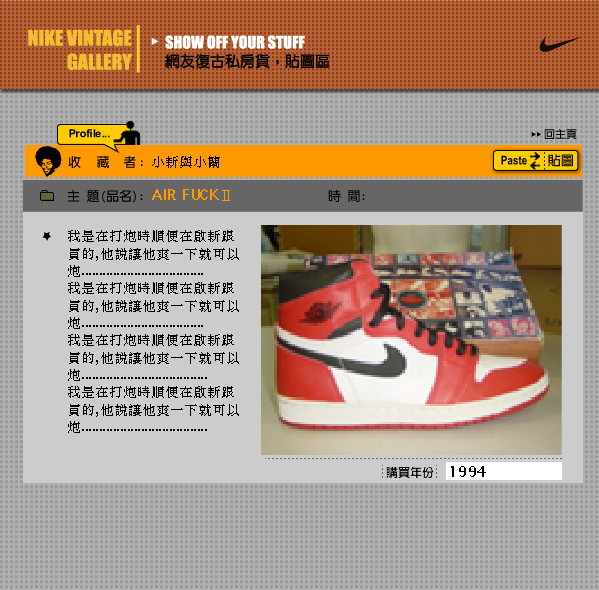 NIKE VINTAGE
GALLERY
SHOW OFF YOUR STUFF
網友復古私房貨，貼圖區
Profile...
回主頁
收 藏 者: 小新與小蘭
Paste 貼圖
主 題(品名): AIR FUCK II
時 間:
我是在打炮時順便在啟新跟
買的,他說讓他爽一下就可以
炮..................................
我是在打炮時順便在啟新跟
買的,他說讓他爽一下就可以
炮..................................
我是在打炮時順便在啟新跟
買的,他說讓他爽一下就可以
炮...................................
我是在打炮時順便在啟新跟
買的,他說讓他爽一下就可以
炮...................................
購買年份: 1994